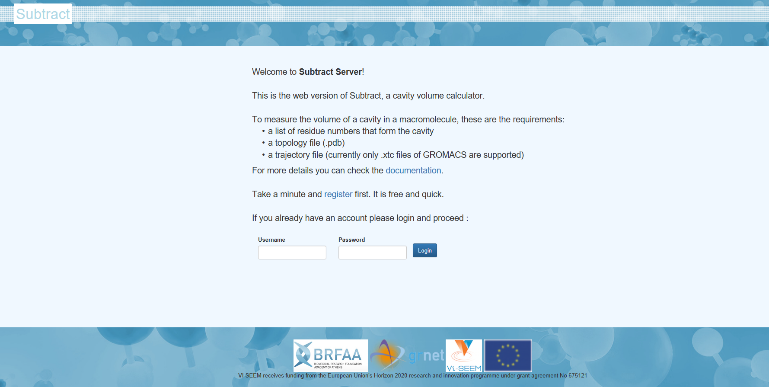 Subtract
Welcome to Subtract Server!
This is the web version of Subtract, a cavity volume calculator.
To measure the volume of a cavity in a macromolecule, these are the requirements:
• a list of residue numbers that form the cavity
• a topology file (.pdb)
• a trajectory file (currently only .xtc files of GROMACS are supported)
For more details you can check the documentation.
Take a minute and register first. It is free and quick.
If you already have an account please login and proceed :
Username Password
Login
BRFAA
net
VI SEEM
VI-SEEM receives funding from the European Union's Horizon 2020 research and innovation programme under grant agreement No 675121